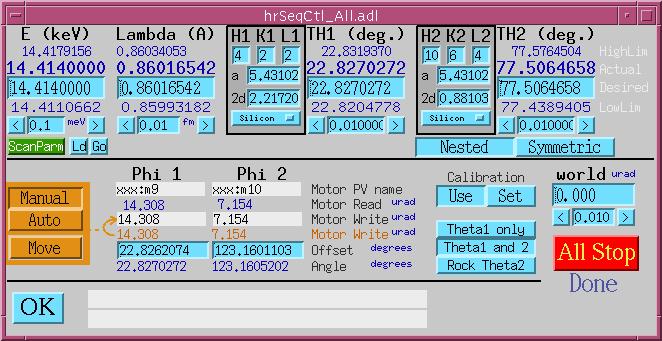 hrSeqCtl_All.adl
E (keV) Lambda (A) H1 K1 L1 TH1 (deg.) H2 K2 L2 TH2 (deg.)
14.4179156 0.86034053 4 2 2 22.8319370 10 6 4 77.5764504 HighLim
14.4140000 0.86016542 a 5.43102 22.8270272 a 5.43102 77.5064658 Actual
14.4140000 0.86016542 22.8270272 77.5064658 Desired
14.4110662 0.85993182 2d 2.21720 22.8204778 2d 0.88103 77.4389405 LowLim
< 0.1 meV > < 0.01 fm > Silicon < 0.01000( > Silicon < 0.01000( >
ScanParm Ld Go Nested Symmetric
Phi 1 Phi 2 Calibration world urad
Manual xxx:m9 xxx:m10 Motor PV name Use Set 0.000
14.308 7.154 Motor Read urad
Auto 14.308 7.154 Motor Write urad < 0.010 >
14.308 7.154 Motor Write urad Theta1 only
Move 22.8262074 123.1601103 Offset degrees Theta1 and 2 All Stop
22.8270272 123.1605202 Angle degrees Rock Theta2
Done
OK